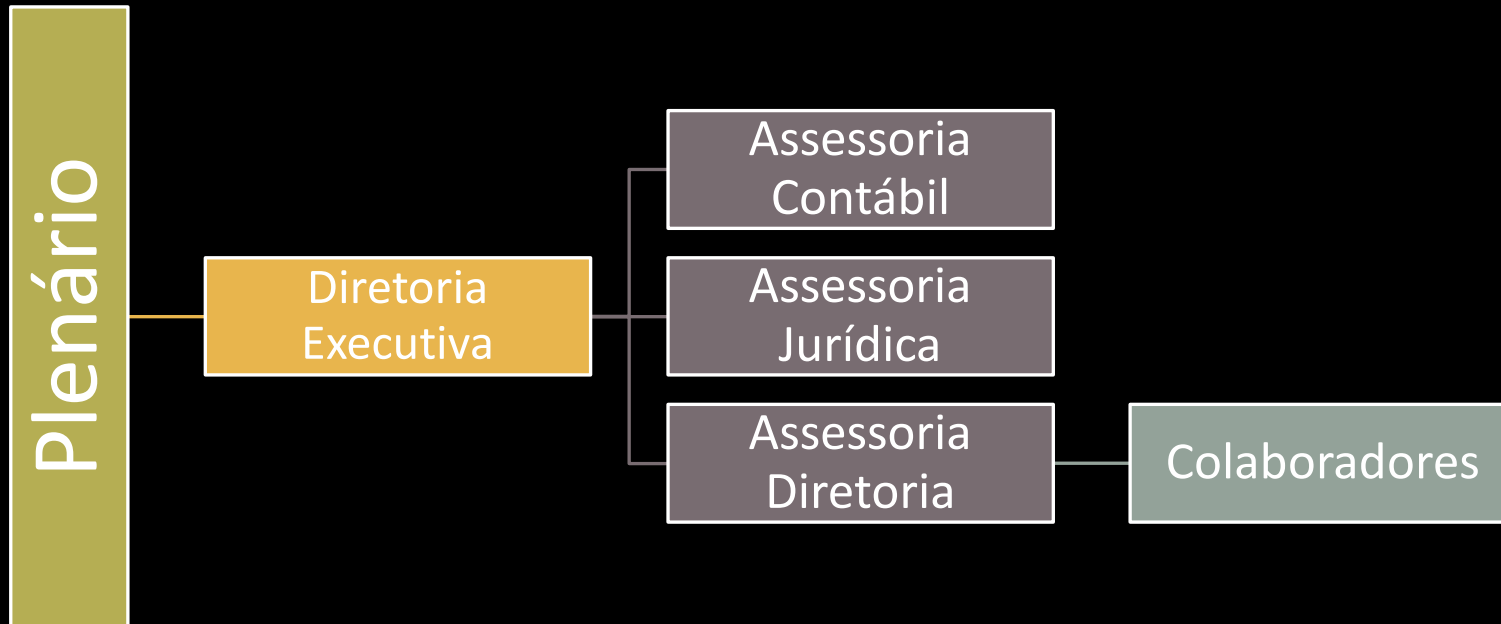 Plenário
Diretoria
Executiva
Assessoria
Contábil
Assessoria
Jurídica
Assessoria
Diretoria
Colaboradores